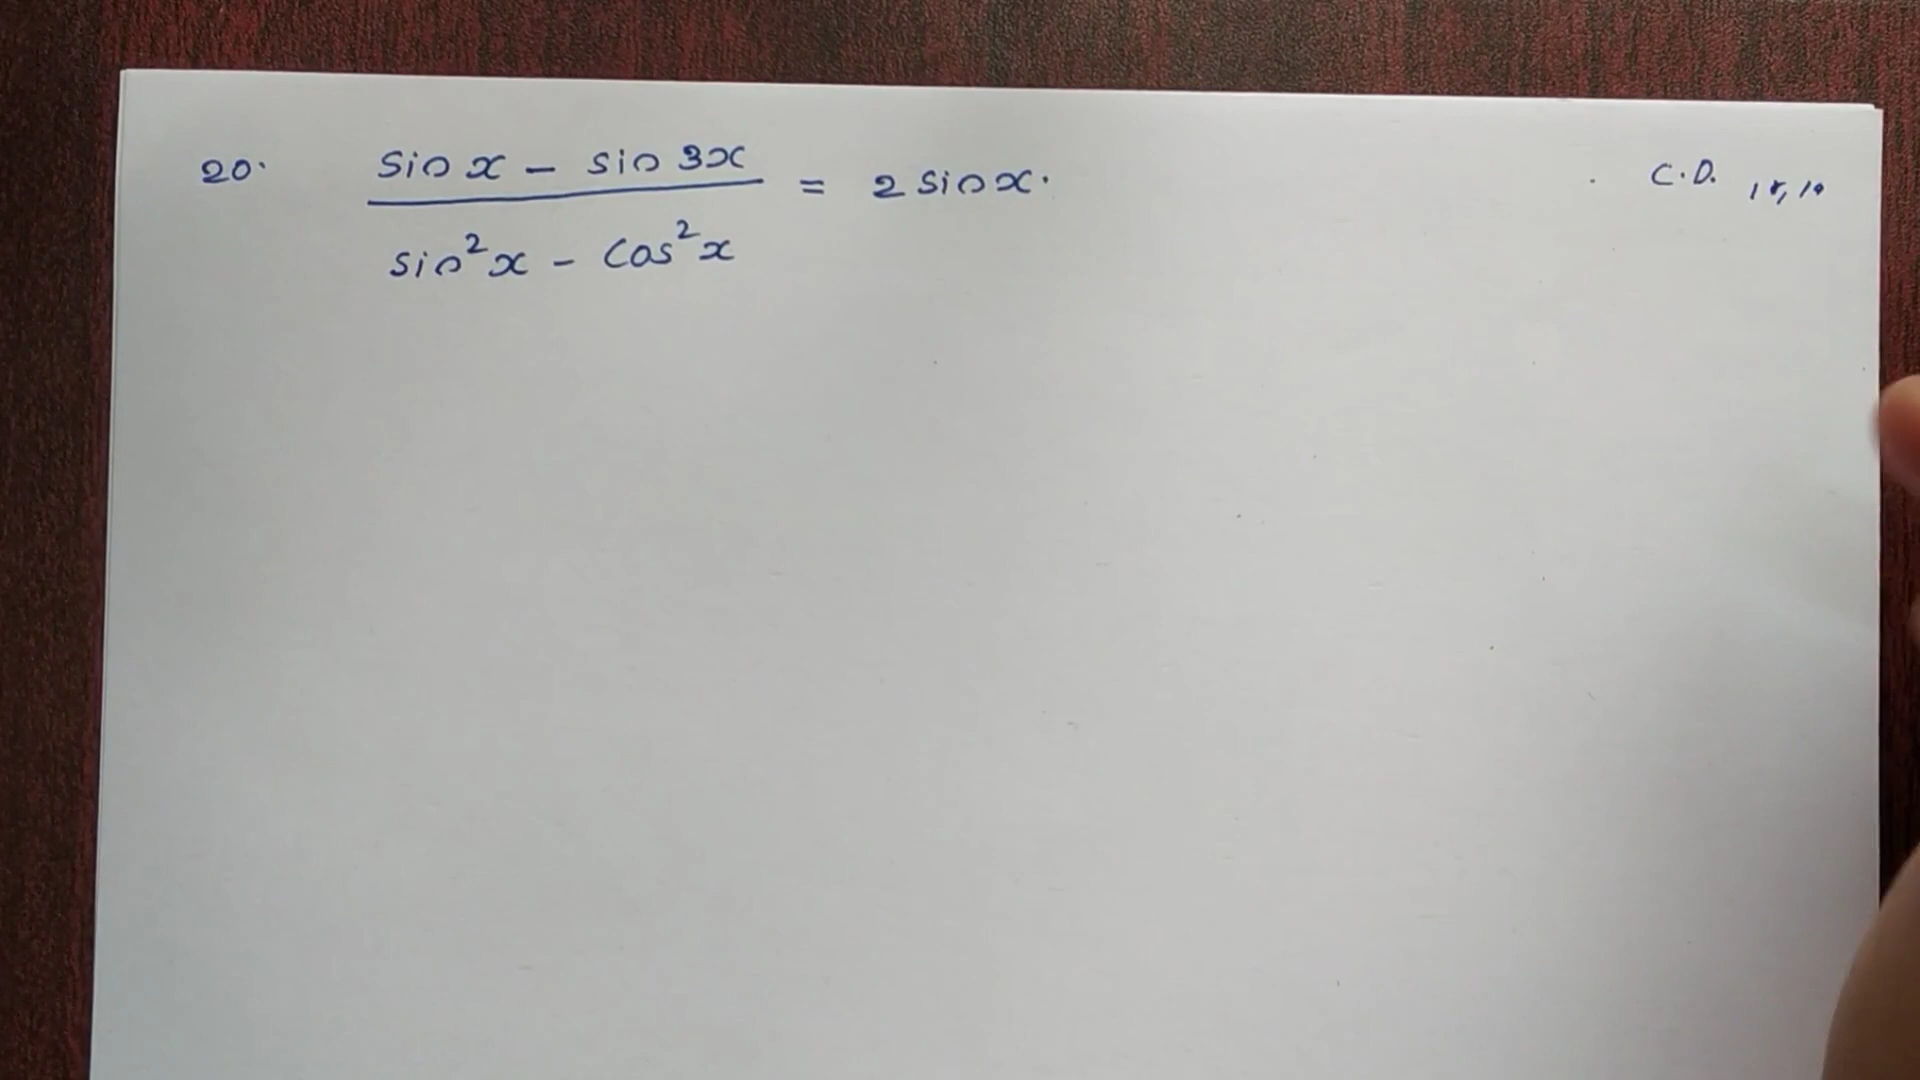 20. sin x - sin 3x / sin²x - cos²x = 2 sin x.
C.D.